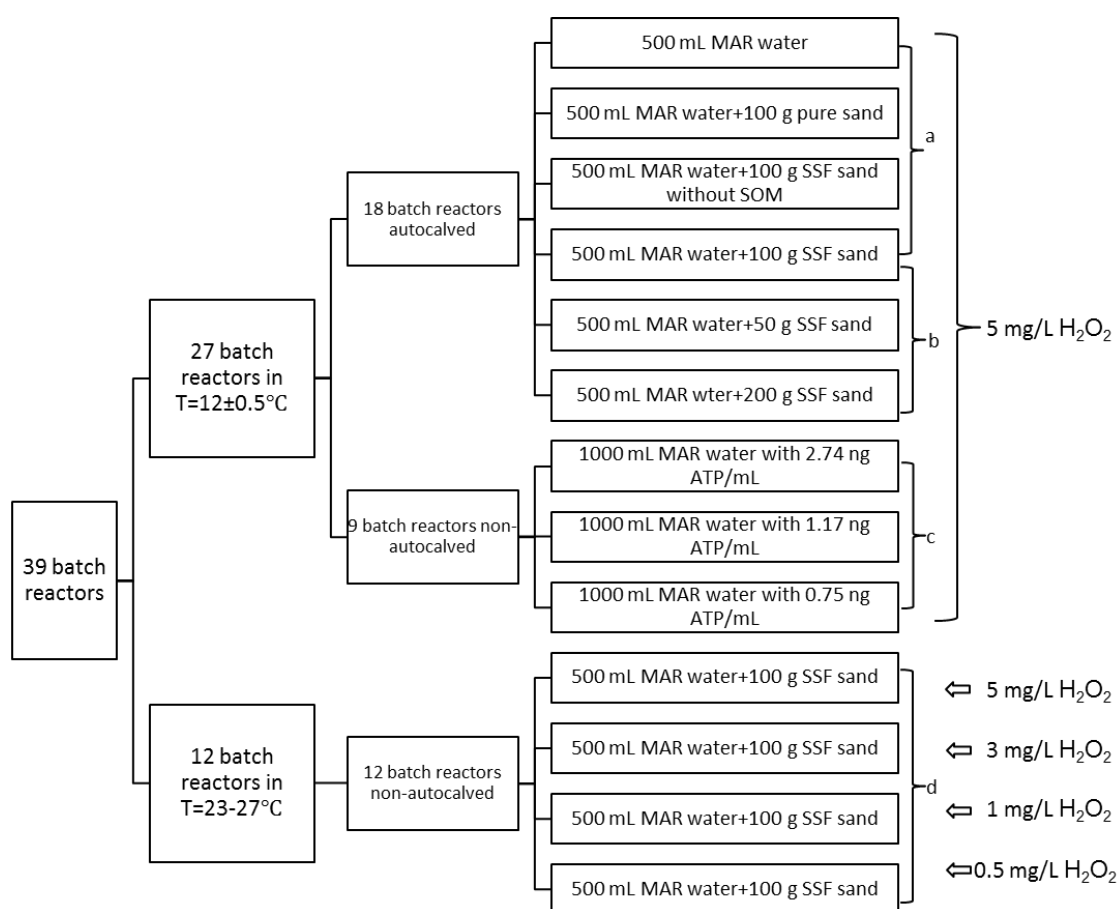 39 batch
reactors
27 batch
reactors in
T=12±0.5℃
12 batch
reactors in
T=23-27℃
18 batch reactors
autocalved
9 batch reactors non-
autocalved
12 batch reactors
non-autocalved
500 mL MAR water
500 mL MAR water+100 g pure sand
500 mL MAR water+100 g SSF sand
without SOM
500 mL MAR water+100 g SSF sand
500 mL MAR water+50 g SSF sand
500 mL MAR wter+200 g SSF sand
1000 mL MAR water with 2.74 ng
ATP/mL
1000 mL MAR water with 1.17 ng
ATP/mL
1000 mL MAR water with 0.75 ng
ATP/mL
500 mL MAR water+100 g SSF sand
500 mL MAR water+100 g SSF sand
500 mL MAR water+100 g SSF sand
500 mL MAR water+100 g SSF sand
a
b
c
d
5 mg/L H₂O₂
⇦ 5 mg/L H₂O₂
⇦ 3 mg/L H₂O₂
⇦ 1 mg/L H₂O₂
⇦0.5 mg/L H₂O₂